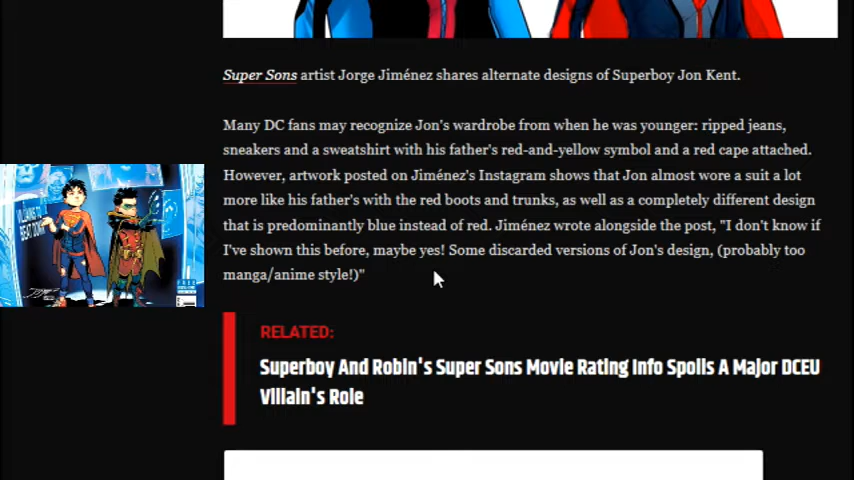 Super Sons artist Jorge Jiménez shares alternate designs of Superboy Jon Kent.
Many DC fans may recognize Jon's wardrobe from when he was younger: ripped jeans,
sneakers and a sweatshirt with his father's red-and-yellow symbol and a red cape attached.
However, artwork posted on Jiménez's Instagram shows that Jon almost wore a suit a lot
more like his father's with the red boots and trunks, as well as a completely different design
that is predominantly blue instead of red. Jiménez wrote alongside the post, "I don't know if
I've shown this before, maybe yes! Some discarded versions of Jon's design, (probably too
manga/anime style!)"
VILLAINS TO
BEAT DOWN
FREE
RELATED:
Superboy And Robin's Super Sons Movie Rating Info Spoils A Major DCEU
Villain's Role